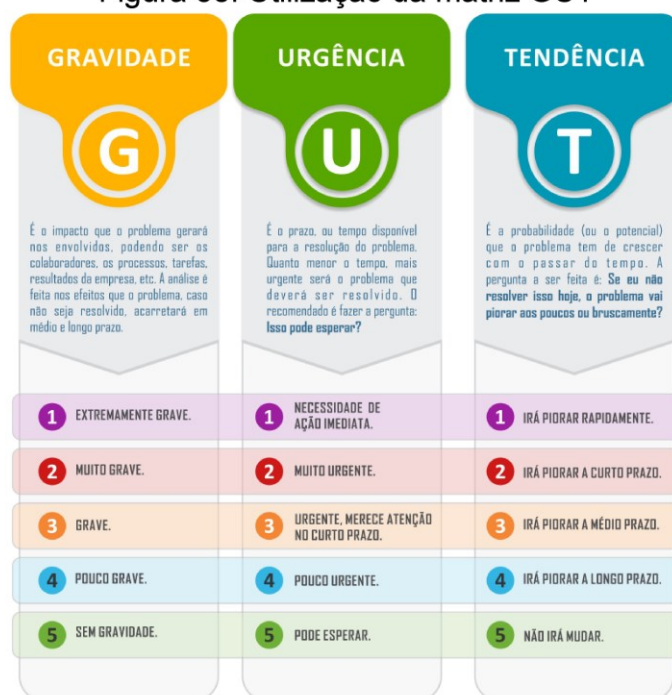 GRAVIDADE
G
É o impacto que o problema gerará
nos envolvidos, podendo ser os
colaboradores, os processos, tarefas,
resultados da empresa, etc. A análise é
feita nos efeitos que o problema, caso
não seja resolvido, acarretará em
médio e longo prazo.
URGÊNCIA
U
É o prazo, ou tempo disponível
para a resolução do problema.
Quanto menor o tempo, mais
urgente será o problema que
deverá ser resolvido. O
recomendado é fazer a pergunta:
Isso pode esperar?
TENDÊNCIA
T
É a probabilidade (ou o potencial)
que o problema tem de crescer
com o passar do tempo. A
pergunta a ser feita é: Se eu não
resolver isso hoje, o problema vai
piorar aos poucos ou bruscamente?
1 EXTREMAMENTE GRAVE.
1 NECESSIDADE DE
AÇÃO IMEDIATA.
1 IRÁ PIORAR RAPIDAMENTE.
2 MUITO GRAVE.
2 MUITO URGENTE.
2 IRÁ PIORAR A CURTO PRAZO.
3 GRAVE.
3 URGENTE, MERECE ATENÇÃO
NO CURTO PRAZO.
3 IRÁ PIORAR A MÉDIO PRAZO.
4 POUCO GRAVE.
4 POUCO URGENTE.
4 IRÁ PIORAR A LONGO PRAZO.
5 SEM GRAVIDADE.
5 PODE ESPERAR.
5 NÃO IRÁ MUDAR.